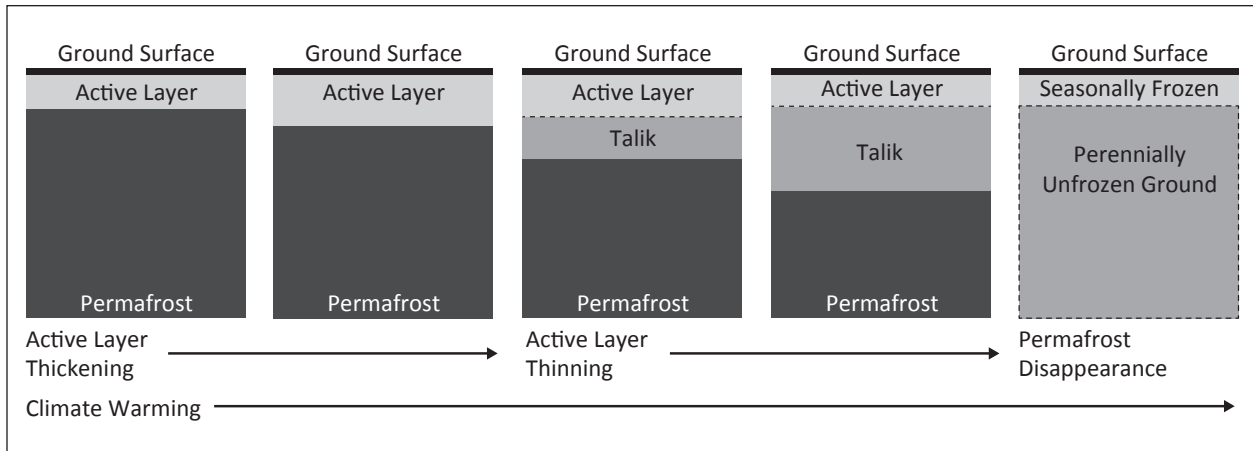 Ground Surface
Active Layer
Permafrost
Ground Surface
Active Layer
Permafrost
Ground Surface
Active Layer
Talik
Permafrost
Ground Surface
Active Layer
Talik
Permafrost
Ground Surface
Seasonally Frozen
Perennially
Unfrozen Ground
Active Layer
Thickening
Active Layer
Thinning
Permafrost
Disappearance
Climate Warming